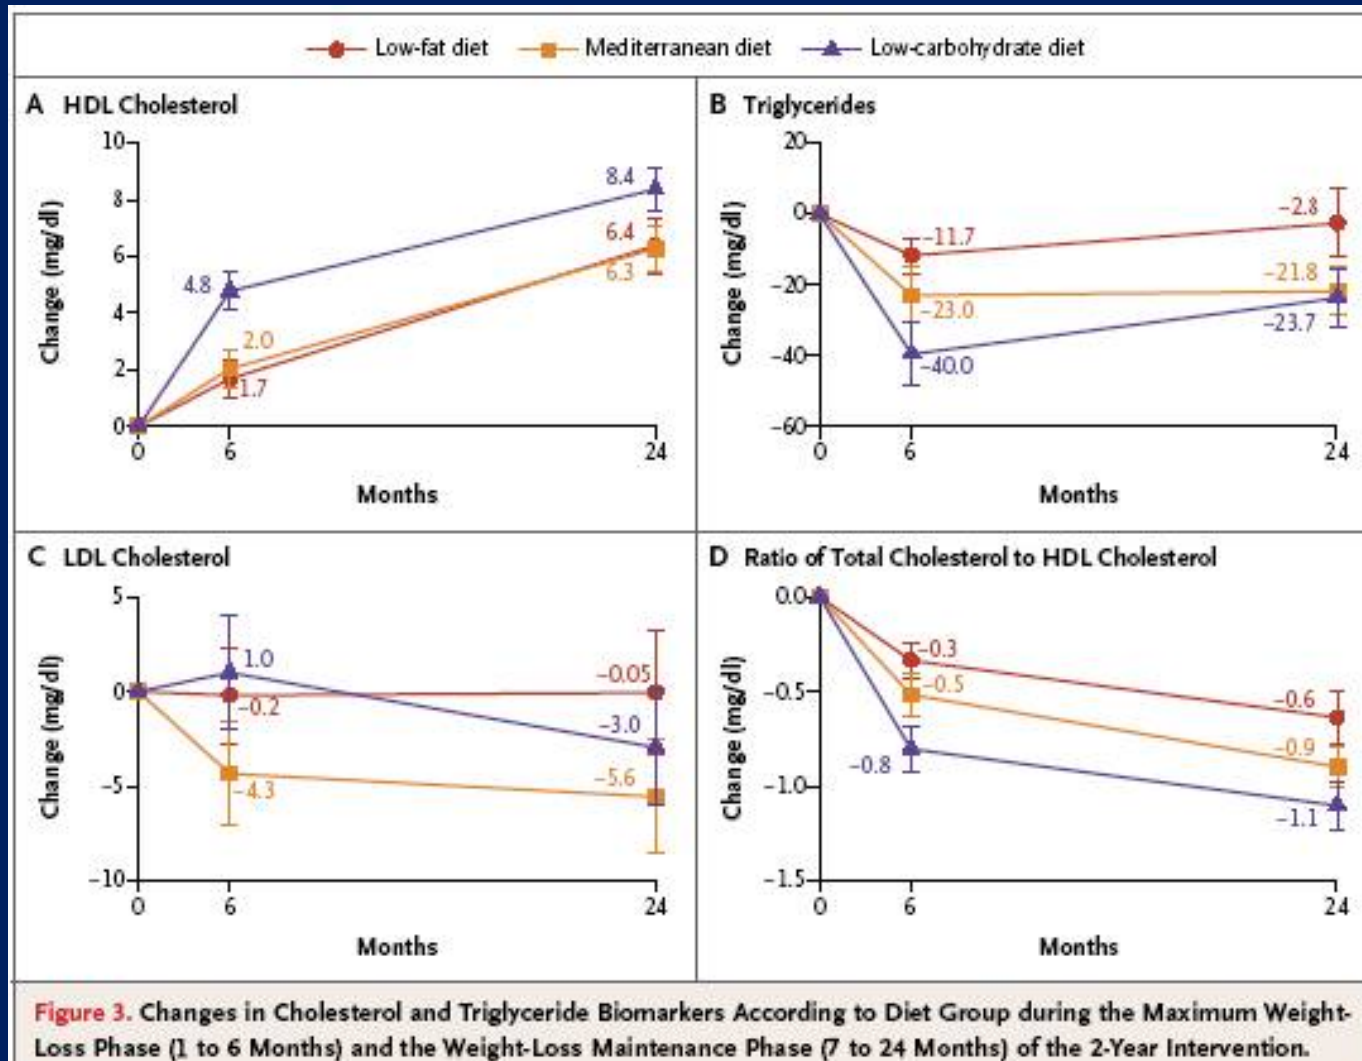 Low-fat diet Mediterranean diet Low-carbohydrate diet
A HDL Cholesterol
Change (mg/dl)
10
8
6
4
2
0
4.8
2.0
1.7
8.4
6.4
6.3
0 6 24
Months
B Triglycerides
Change (mg/dl)
20
0
−20
−40
−60
−11.7
−23.0
−40.0
−2.8
−21.8
−23.7
0 6 24
Months
C LDL Cholesterol
Change (mg/dl)
5
0
−5
−10
1.0
−0.2
−4.3
−0.05
−3.0
−5.6
0 6 24
Months
D Ratio of Total Cholesterol to HDL Cholesterol
Change (mg/dl)
0.0
−0.5
−1.0
−1.5
−0.3
−0.5
−0.8
−0.6
−0.9
−1.1
0 6 24
Months
Figure 3. Changes in Cholesterol and Triglyceride Biomarkers According to Diet Group during the Maximum Weight-
Loss Phase (1 to 6 Months) and the Weight-Loss Maintenance Phase (7 to 24 Months) of the 2-Year Intervention.